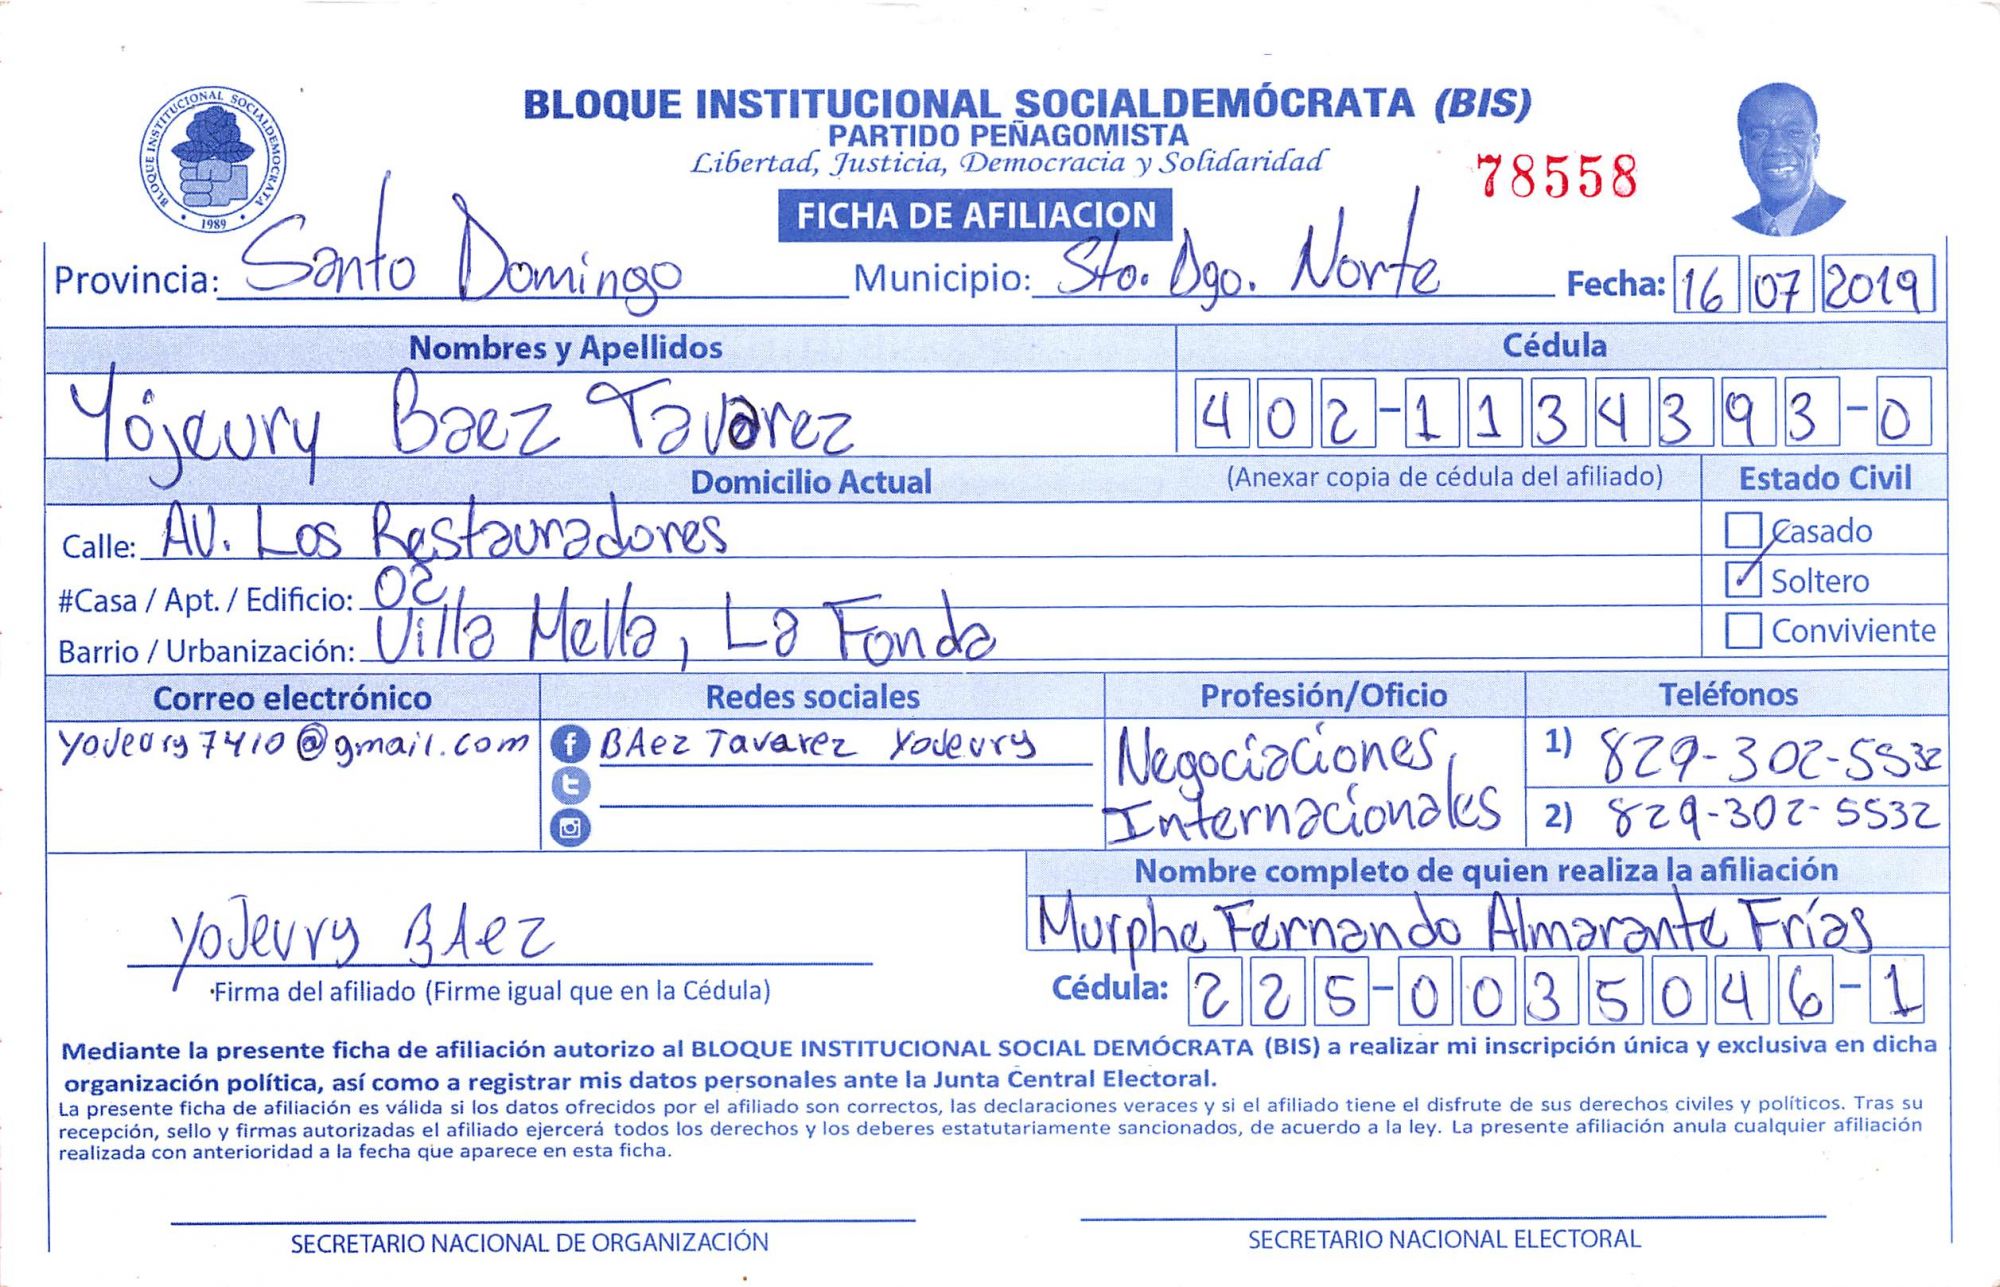 BLOQUE INSTITUCIONAL SOCIALDEMÓCRATA (BIS)
PARTIDO PEÑAGOMISTA
Libertad, Justicia, Democracia y Solidaridad
78558
BLOQUE INSTITUCIONAL SOCIALDEMOCRATA
• 1989 •
FICHA DE AFILIACION
Provincia: Santo Domingo Municipio: Sto. Dgo. Norte Fecha: 16 07 2019
Nombres y Apellidos Cédula
Yojeury Baez Tavarez 402-1134393-0
Domicilio Actual (Anexar copia de cédula del afiliado) Estado Civil
Calle: AV. Los Restauradores Casado
#Casa / Apt. / Edificio: 02 Soltero
Barrio / Urbanización: Villa Mella, La Fonda Conviviente
Correo electrónico Redes sociales Profesión/Oficio Teléfonos
yoJeury7410@gmail.com BAez Tavarez YoJeury Negociaciones 1) 829-302-5532
Internacionales 2) 829-302-5532
Nombre completo de quien realiza la afiliación
YoJeury BAez Murphe Fernando Almarante Frías
Firma del afiliado (Firme igual que en la Cédula) Cédula: 225-0035046-1
Mediante la presente ficha de afiliación autorizo al BLOQUE INSTITUCIONAL SOCIAL DEMÓCRATA (BIS) a realizar mi inscripción única y exclusiva en dicha
organización política, así como a registrar mis datos personales ante la Junta Central Electoral.
La presente ficha de afiliación es válida si los datos ofrecidos por el afiliado son correctos, las declaraciones veraces y si el afiliado tiene el disfrute de sus derechos civiles y políticos. Tras su
recepción, sello y firmas autorizadas el afiliado ejercerá todos los derechos y los deberes estatutariamente sancionados, de acuerdo a la ley. La presente afiliación anula cualquier afiliación
realizada con anterioridad a la fecha que aparece en esta ficha.
SECRETARIO NACIONAL DE ORGANIZACIÓN SECRETARIO NACIONAL ELECTORAL